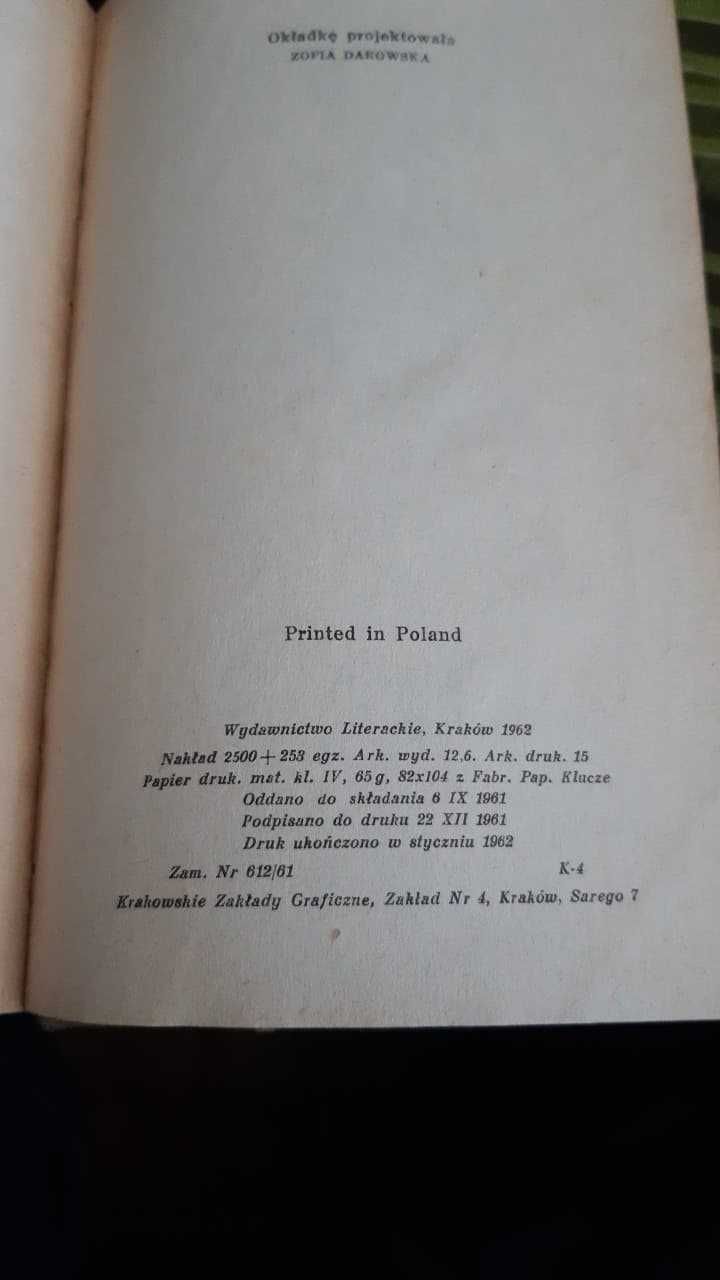 Okładkę projektowała
ZOFIA DAROWSKA
Printed in Poland
Wydawnictwo Literackie, Kraków 1962
Nakład 2500+253 egz. Ark. wyd. 12,6. Ark. druk. 15
Papier druk. mat. kl. IV, 65 g, 82x104 z Fabr. Pap. Klucze
Oddano do składania 6 IX 1961
Podpisano do druku 22 XII 1961
Druk ukończono w styczniu 1962
Zam. Nr 612/61 K-4
Krakowskie Zakłady Graficzne, Zakład Nr 4, Kraków, Sarego 7